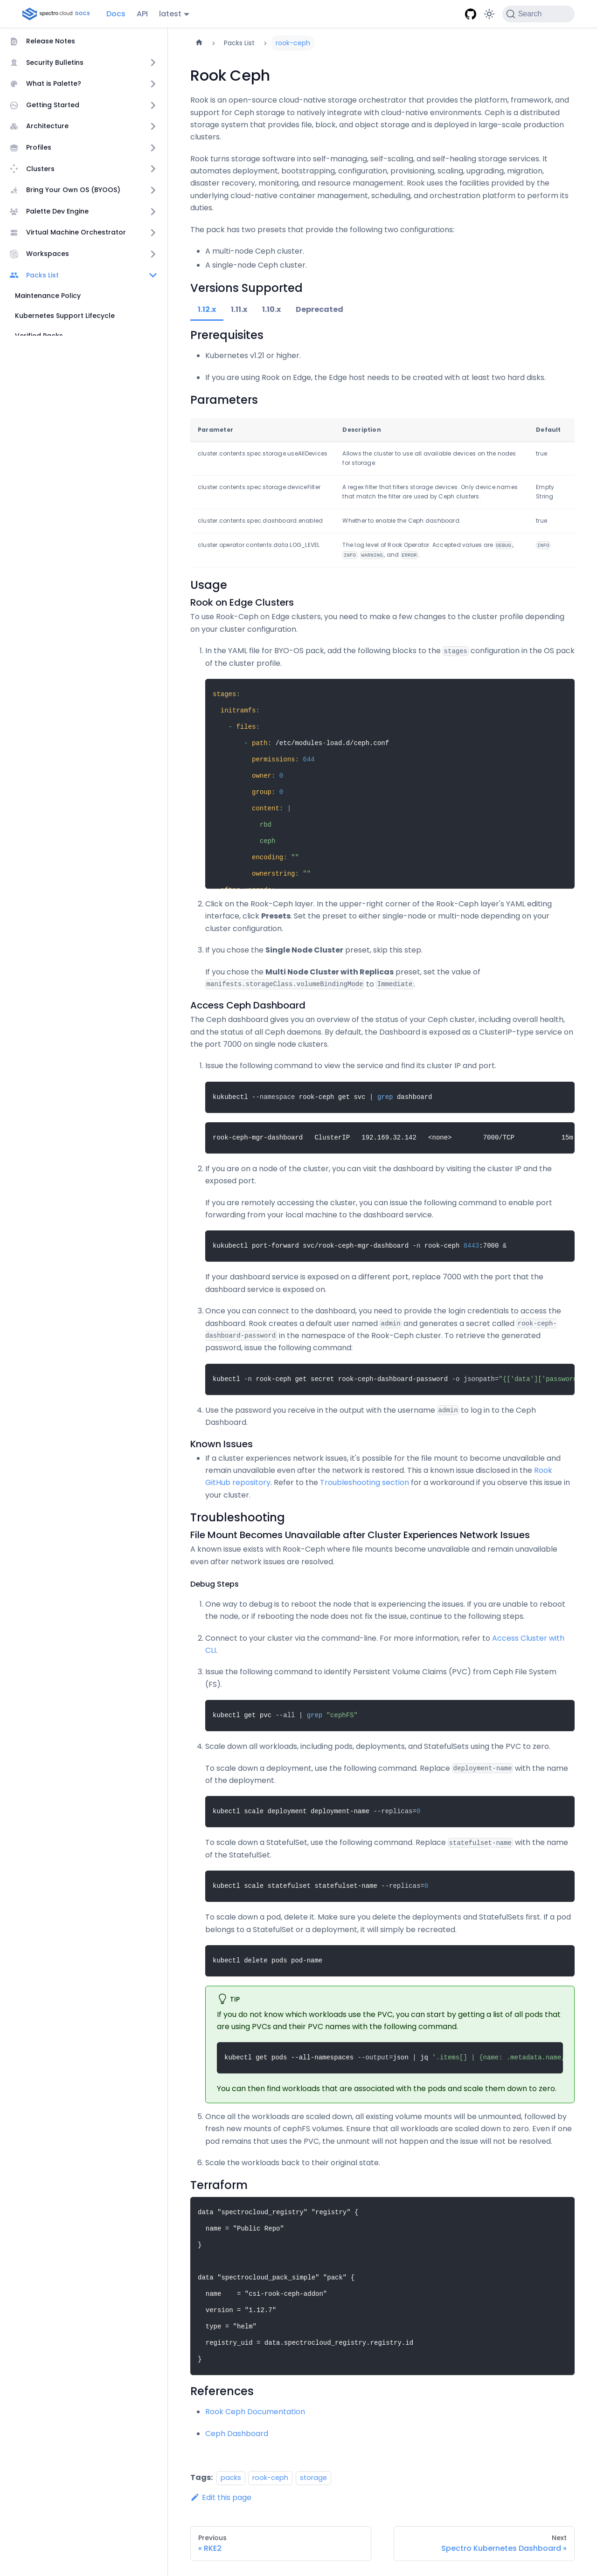 spectro cloud DOCS
Docs
API
latest
Search
Release Notes
Security Bulletins
What is Palette?
Getting Started
Architecture
Profiles
Clusters
Bring Your Own OS (BYOOS)
Palette Dev Engine
Virtual Machine Orchestrator
Workspaces
Packs List
Maintenance Policy
Kubernetes Support Lifecycle
Packs List
rook-ceph
Rook Ceph
Rook is an open-source cloud-native storage orchestrator that provides the platform, framework, and
support for Ceph storage to natively integrate with cloud-native environments. Ceph is a distributed
storage system that provides file, block, and object storage and is deployed in large-scale production
clusters.
Rook turns storage software into self-managing, self-scaling, and self-healing storage services. It
automates deployment, bootstrapping, configuration, provisioning, scaling, upgrading, migration,
disaster recovery, monitoring, and resource management. Rook uses the facilities provided by the
underlying cloud-native container management, scheduling, and orchestration platform to perform its
duties.
The pack has two presets that provide the following two configurations:
A multi-node Ceph cluster.
A single-node Ceph cluster.
Versions Supported
1.12.x 1.11.x 1.10.x Deprecated
Prerequisites
Kubernetes v1.21 or higher.
If you are using Rook on Edge, the Edge host needs to be created with at least two hard disks.
Parameters
Parameter Description Default
cluster.contents.spec.storage.useAllDevices Allows the cluster to use all available devices on the nodes true
for storage.
cluster.contents.spec.storage.deviceFilter A regex filter that filters storage devices. Only device names Empty
that match the filter are used by Ceph clusters. String
cluster.contents.spec.dashboard.enabled Whether to enable the Ceph dashboard. true
cluster.operator.contents.data.LOG_LEVEL The log level of Rook Operator. Accepted values are DEBUG, INFO
INFO, WARNING, and ERROR.
Usage
Rook on Edge Clusters
To use Rook-Ceph on Edge clusters, you need to make a few changes to the cluster profile depending
on your cluster configuration.
1. In the YAML file for BYO-OS pack, add the following blocks to the stages configuration in the OS pack
of the cluster profile.
stages:
initramfs:
- files:
- path: /etc/modules-load.d/ceph.conf
permissions: 644
owner: 0
group: 0
content: |
rbd
ceph
encoding: ""
ownerstring: ""
2. Click on the Rook-Ceph layer. In the upper-right corner of the Rook-Ceph layer's YAML editing
interface, click Presets. Set the preset to either single-node or multi-node depending on your
cluster configuration.
3. If you chose the Single Node Cluster preset, skip this step.
If you chose the Multi Node Cluster with Replicas preset, set the value of
manifests.storageClass.volumeBindingMode to Immediate.
Access Ceph Dashboard
The Ceph dashboard gives you an overview of the status of your Ceph cluster, including overall health,
and the status of all Ceph daemons. By default, the Dashboard is exposed as a ClusterIP-type service on
the port 7000 on single node clusters.
1. Issue the following command to view the service and find its cluster IP and port.
kukubectl --namespace rook-ceph get svc | grep dashboard
rook-ceph-mgr-dashboard ClusterIP 192.169.32.142 <none> 7000/TCP 15m
2. If you are on a node of the cluster, you can visit the dashboard by visiting the cluster IP and the
exposed port.
If you are remotely accessing the cluster, you can issue the following command to enable port
forwarding from your local machine to the dashboard service.
kukubectl port-forward svc/rook-ceph-mgr-dashboard -n rook-ceph 8443:7000 &
If your dashboard service is exposed on a different port, replace 7000 with the port that the
dashboard service is exposed on.
3. Once you can connect to the dashboard, you need to provide the login credentials to access the
dashboard. Rook creates a default user named admin and generates a secret called rook-ceph-
dashboard-password in the namespace of the Rook-Ceph cluster. To retrieve the generated
password, issue the following command:
kubectl -n rook-ceph get secret rook-ceph-dashboard-password -o jsonpath="{['data']['password
4. Use the password you receive in the output with the username admin to log in to the Ceph
Dashboard.
Known Issues
If a cluster experiences network issues, it's possible for the file mount to become unavailable and
remain unavailable even after the network is restored. This a known issue disclosed in the Rook
GitHub repository. Refer to the Troubleshooting section for a workaround if you observe this issue in
your cluster.
Troubleshooting
File Mount Becomes Unavailable after Cluster Experiences Network Issues
A known issue exists with Rook-Ceph where file mounts become unavailable and remain unavailable
even after network issues are resolved.
Debug Steps
1. One way to debug is to reboot the node that is experiencing the issues. If you are unable to reboot
the node, or if rebooting the node does not fix the issue, continue to the following steps.
2. Connect to your cluster via the command-line. For more information, refer to Access Cluster with
CLI.
3. Issue the following command to identify Persistent Volume Claims (PVC) from Ceph File System
(FS).
kubectl get pvc --all | grep "cephFS"
4. Scale down all workloads, including pods, deployments, and StatefulSets using the PVC to zero.
To scale down a deployment, use the following command. Replace deployment-name with the name
of the deployment.
kubectl scale deployment deployment-name --replicas=0
To scale down a StatefulSet, use the following command. Replace statefulset-name with the name
of the StatefulSet.
kubectl scale statefulset statefulset-name --replicas=0
To scale down a pod, delete it. Make sure you delete the deployments and StatefulSets first. If a pod
belongs to a StatefulSet or a deployment, it will simply be recreated.
kubectl delete pods pod-name
TIP
If you do not know which workloads use the PVC, you can start by getting a list of all pods that
are using PVCs and their PVC names with the following command.
kubectl get pods --all-namespaces --output=json | jq '.items[] | {name: .metadata.name,
You can then find workloads that are associated with the pods and scale them down to zero.
5. Once all the workloads are scaled down, all existing volume mounts will be unmounted, followed by
fresh new mounts of cephFS volumes. Ensure that all workloads are scaled down to zero. Even if one
pod remains that uses the PVC, the unmount will not happen and the issue will not be resolved.
6. Scale the workloads back to their original state.
Terraform
data "spectrocloud_registry" "registry" {
name = "Public Repo"
}
data "spectrocloud_pack_simple" "pack" {
name = "csi-rook-ceph-addon"
version = "1.12.7"
type = "helm"
registry_uid = data.spectrocloud_registry.registry.id
}
References
Rook Ceph Documentation
Ceph Dashboard
Tags: packs rook-ceph storage
Edit this page
Previous
« RKE2
Next
Spectro Kubernetes Dashboard »